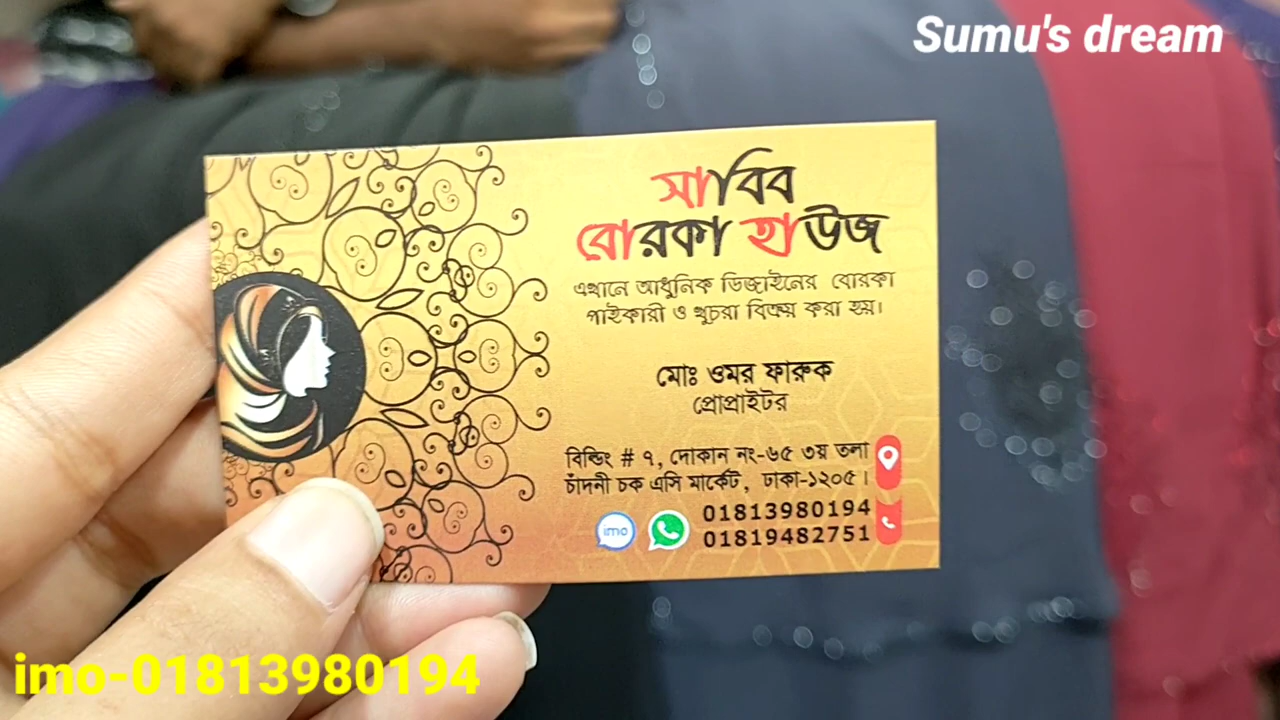 Sumu's dream
সাবিব
বোরকা হাউজ
এখানে আধুনিক ডিজাইনের বোরকা
পাইকারী ও খুচরা বিক্রয় করা হয়।
মোঃ ওমর ফারুক
প্রোপ্রাইটর
বিল্ডিং # ৭, দোকান নং-৬৫ ৩য় তলা
চাঁদনী চক এসি মার্কেট, ঢাকা-১২০৫।
imo
01813980194
01819482751
imo-01813980194